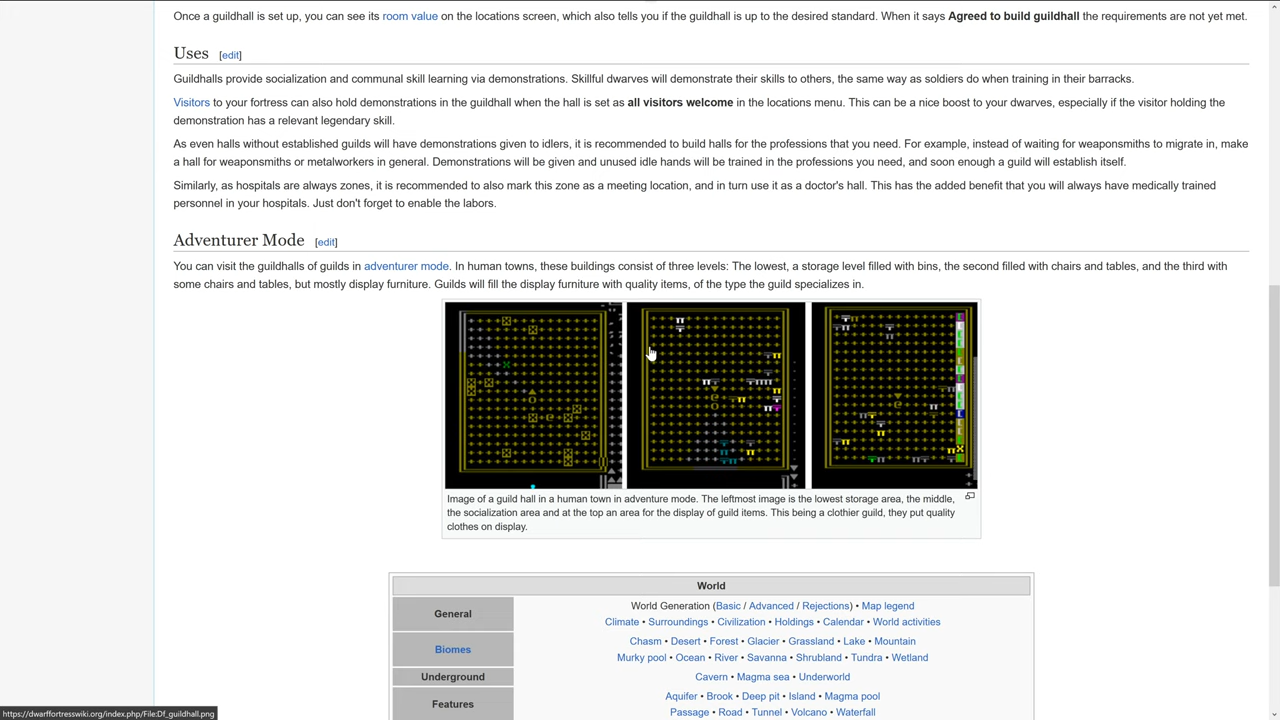 Once a guildhall is set up, you can see its room value on the locations screen, which also tells you if the guildhall is up to the desired standard. When it says Agreed to build guildhall the requirements are not yet met.
Uses [edit]
Guildhalls provide socialization and communal skill learning via demonstrations. Skillful dwarves will demonstrate their skills to others, the same way as soldiers do when training in their barracks.
Visitors to your fortress can also hold demonstrations in the guildhall when the hall is set as all visitors welcome in the locations menu. This can be a nice boost to your dwarves, especially if the visitor holding the
demonstration has a relevant legendary skill.
As even halls without established guilds will have demonstrations given to idlers, it is recommended to build halls for the professions that you need. For example, instead of waiting for weaponsmiths to migrate in, make
a hall for weaponsmiths or metalworkers in general. Demonstrations will be given and unused idle hands will be trained in the professions you need, and soon enough a guild will establish itself.
Similarly, as hospitals are always zones, it is recommended to also mark this zone as a meeting location, and in turn use it as a doctor's hall. This has the added benefit that you will always have medically trained
personnel in your hospitals. Just don't forget to enable the labors.
Adventurer Mode [edit]
You can visit the guildhalls of guilds in adventurer mode. In human towns, these buildings consist of three levels: The lowest, a storage level filled with bins, the second filled with chairs and tables, and the third with
some chairs and tables, but mostly display furniture. Guilds will fill the display furniture with quality items, of the type the guild specializes in.
Image of a guild hall in a human town in adventure mode. The leftmost image is the lowest storage area, the middle,
the socialization area and at the top an area for the display of guild items. This being a clothier guild, they put quality
clothes on display.
World
General
World Generation (Basic / Advanced / Rejections) • Map legend
Climate • Surroundings • Civilization • Holdings • Calendar • World activities
Biomes
Chasm • Desert • Forest • Glacier • Grassland • Lake • Mountain
Murky pool • Ocean • River • Savanna • Shrubland • Tundra • Wetland
Underground
Cavern • Magma sea • Underworld
Features
Aquifer • Brook • Deep pit • Island • Magma pool
Passage • Road • Tunnel • Volcano • Waterfall
https://dwarffortresswiki.org/index.php/File:Df_guildhall.png